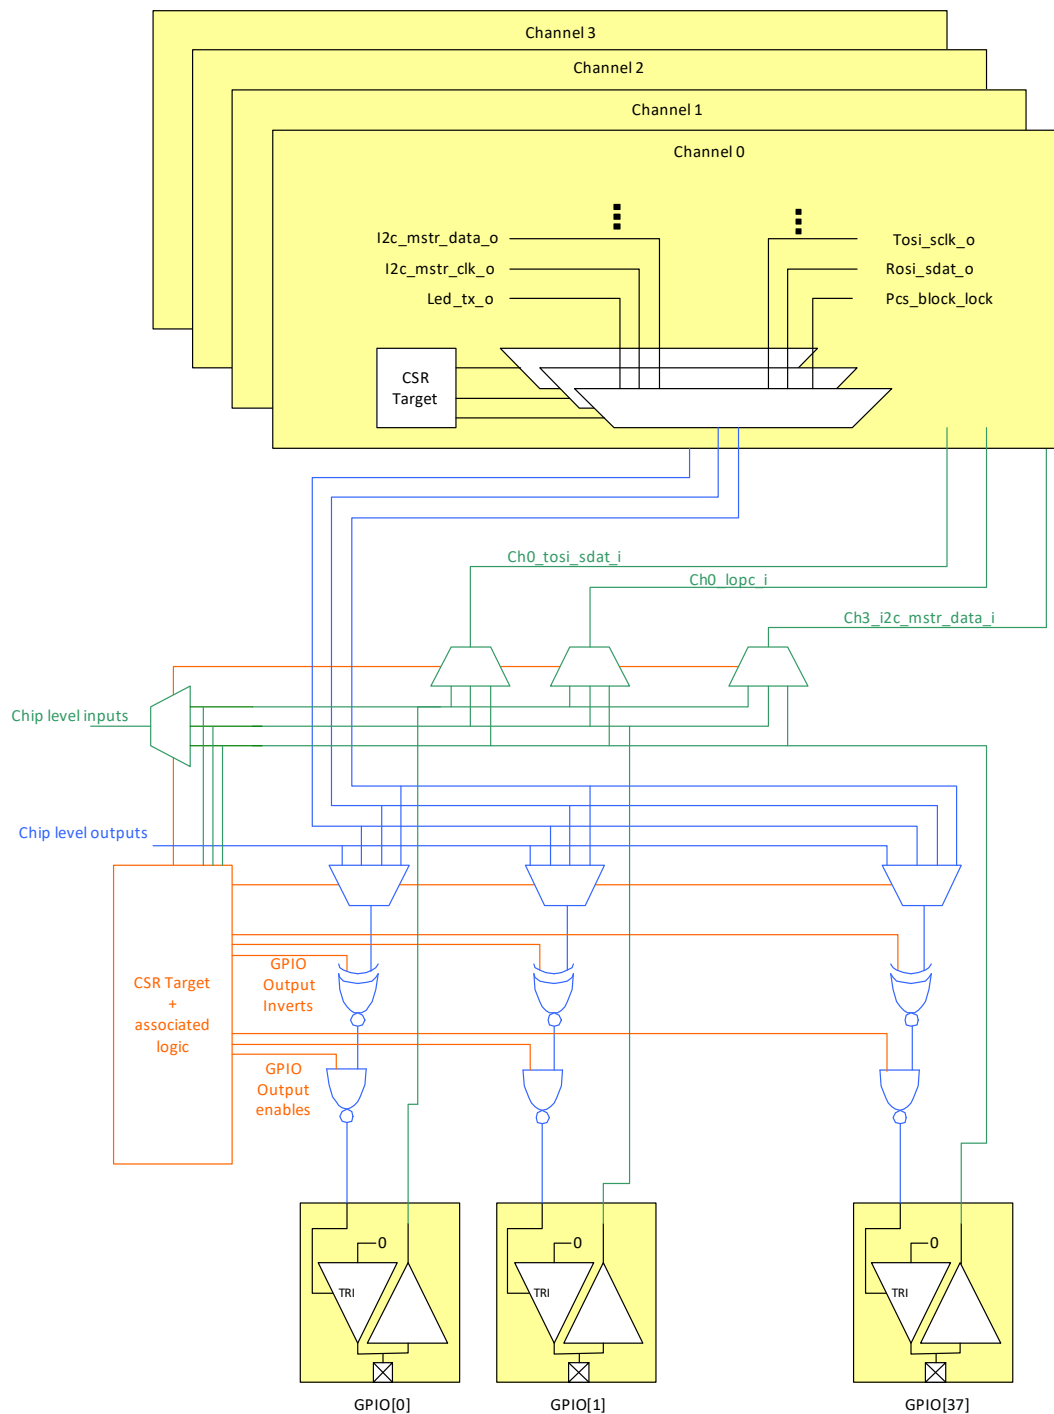 Channel 3
Channel 2
Channel 1
Channel 0
I2c_mstr_data_o
Tosi_sclk_o
I2c_mstr_clk_o
Rosi_sdat_o
Led_tx_o
Pcs_block_lock
CSR
Target
Ch0_tosi_sdat_i
Ch0_lopc_i
Ch3_i2c_mstr_data_i
Chip level inputs
Chip level outputs
GPIO
Output
Inverts
CSR Target
+
associated
logic
GPIO
Output
enables
0
0
0
TRI
TRI
TRI
GPIO[0]
GPIO[1]
GPIO[37]